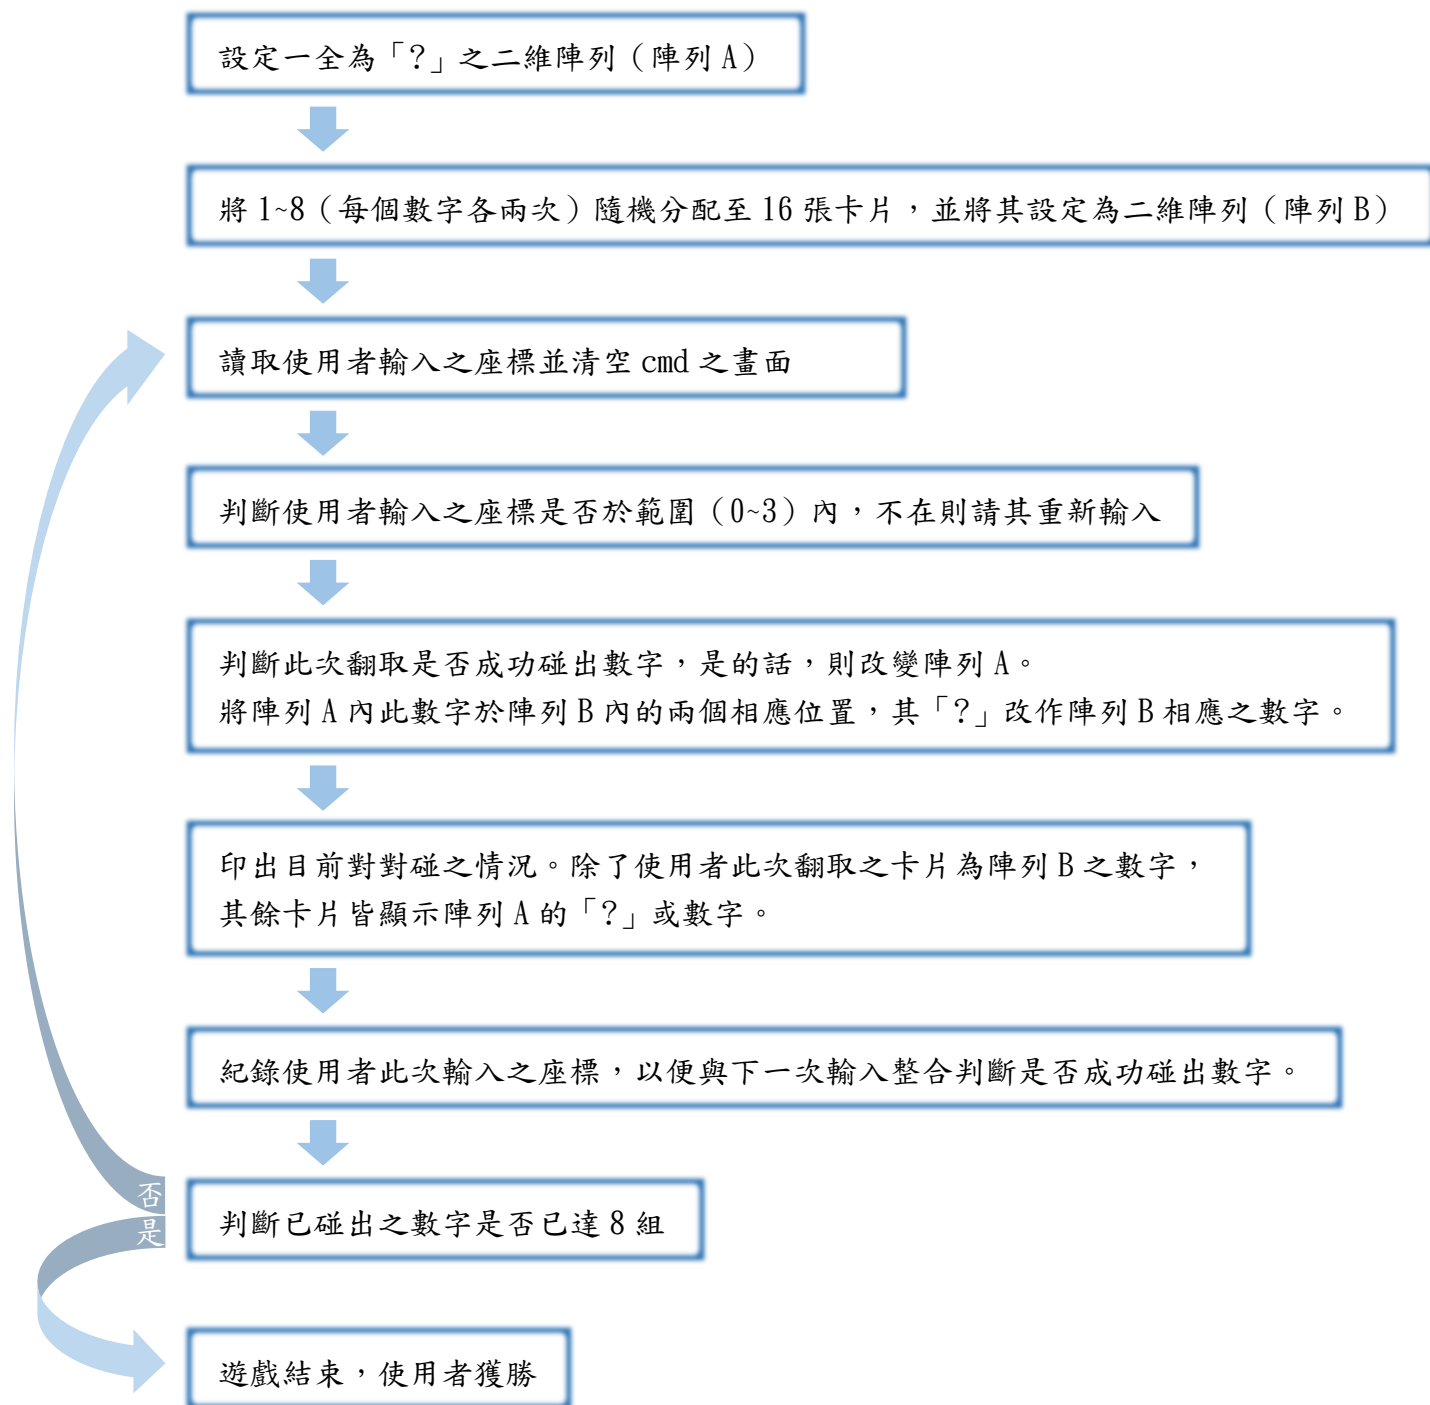 設定一全為「?」之二維陣列（陣列 A）
將 1~8（每個數字各兩次）隨機分配至 16 張卡片，並將其設定為二維陣列（陣列 B）
讀取使用者輸入之座標並清空 cmd 之畫面
判斷使用者輸入之座標是否於範圍（0~3）內，不在則請其重新輸入
判斷此次翻取是否成功碰出數字，是的話，則改變陣列 A。
將陣列 A 內此數字於陣列 B 內的兩個相應位置，其「?」改作陣列 B 相應之數字。
印出目前對對碰之情況。除了使用者此次翻取之卡片為陣列 B 之數字，
其餘卡片皆顯示陣列 A 的「?」或數字。
紀錄使用者此次輸入之座標，以便與下一次輸入整合判斷是否成功碰出數字。
否
是
判斷已碰出之數字是否已達 8 組
遊戲結束，使用者獲勝